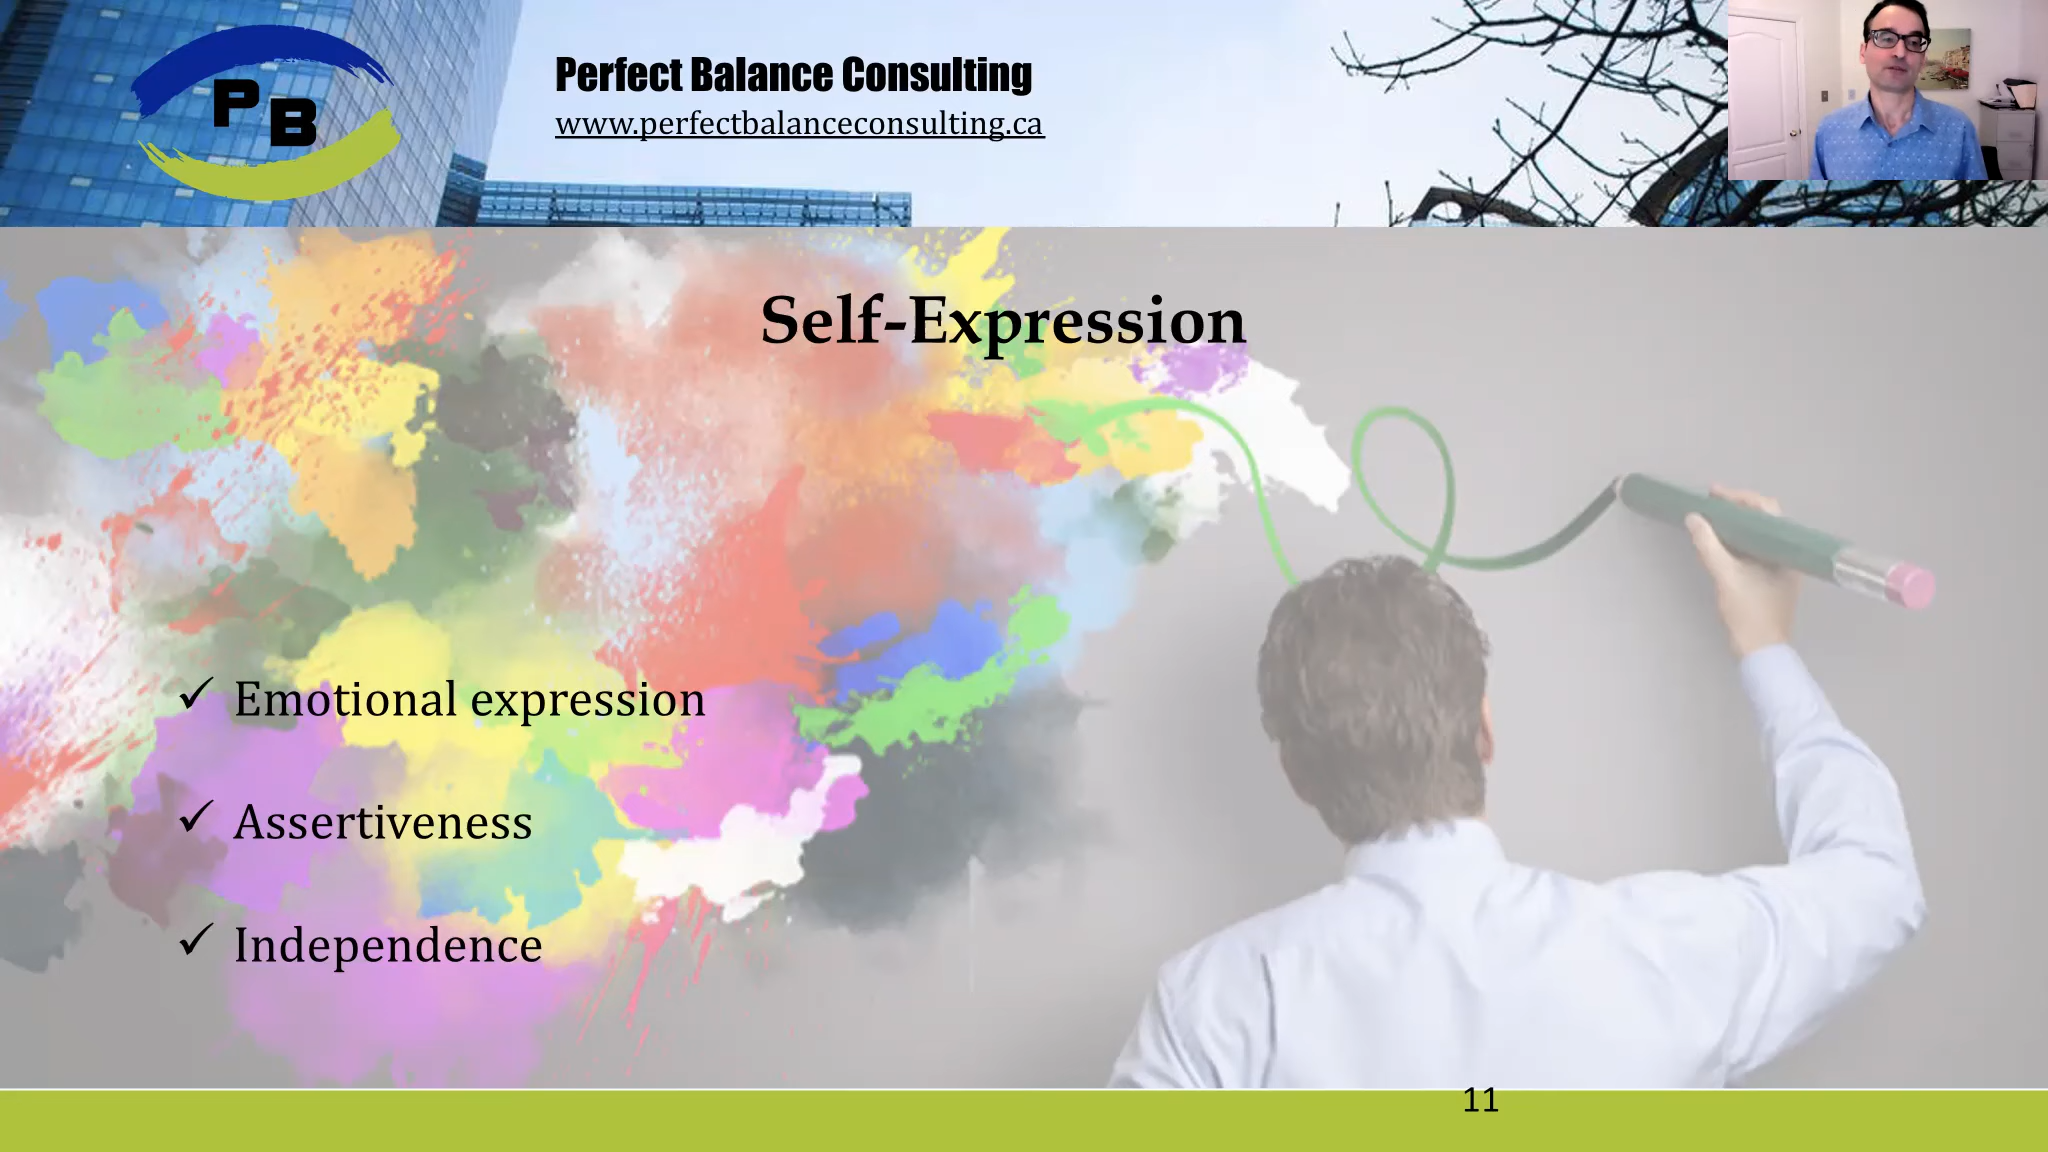 PB
Perfect Balance Consulting
www.perfectbalanceconsulting.ca
Self-Expression
✓ Emotional expression
✓ Assertiveness
✓ Independence
11